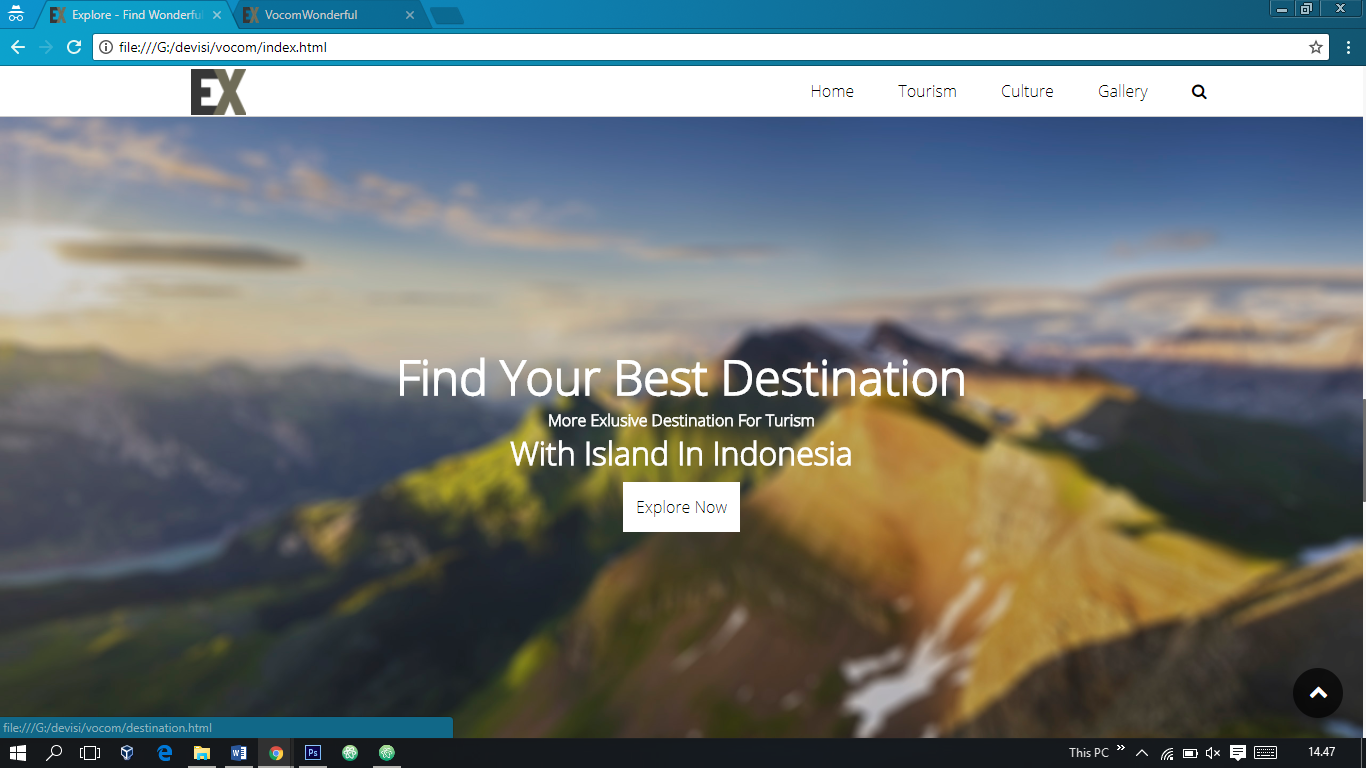 Explore - Find Wonderfu
VocomWonderful
file:///G:/devisi/vocom/index.html
EX
Home Tourism Culture Gallery
Find Your Best Destination
More Exlusive Destination For Turism
With Island In Indonesia
Explore Now
file:///G:/devisi/vocom/destination.html
This PC
14.47